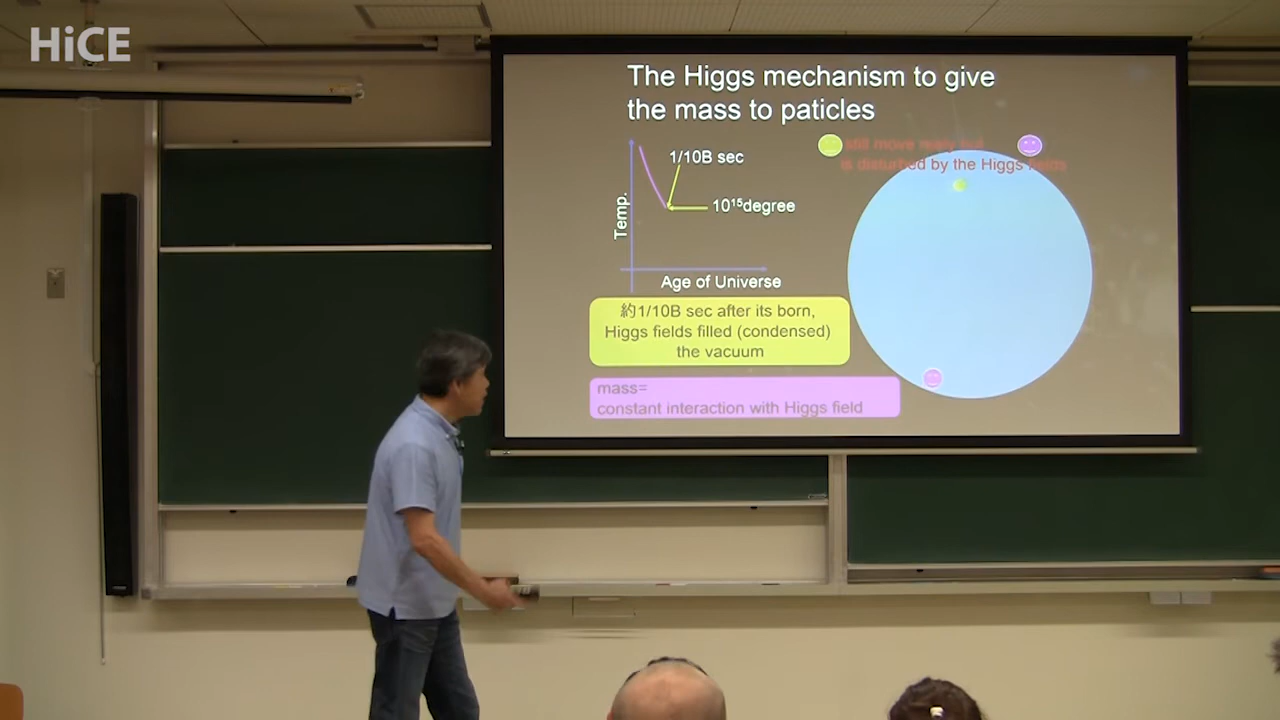 HiCE
The Higgs mechanism to give
the mass to paticles
still move
is disturbed by the Higgs fields
1/10B sec
10¹⁵degree
Temp.
Age of Universe
約1/10B sec after its born,
Higgs fields filled (condensed)
the vacuum
mass=
constant interaction with Higgs field